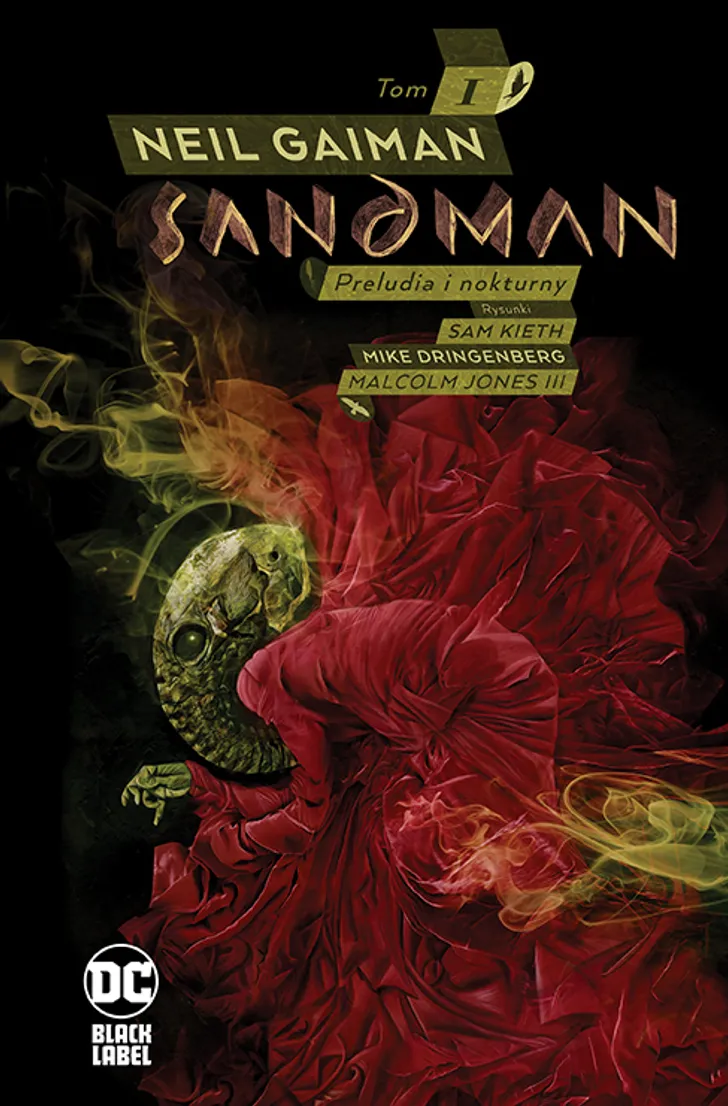 Tom I
NEIL GAIMAN
SANDMAN
Preludia i nokturny
Rysunki
SAM KIETH
MIKE DRINGENBERG
MALCOLM JONES III
DC
BLACK
LABEL